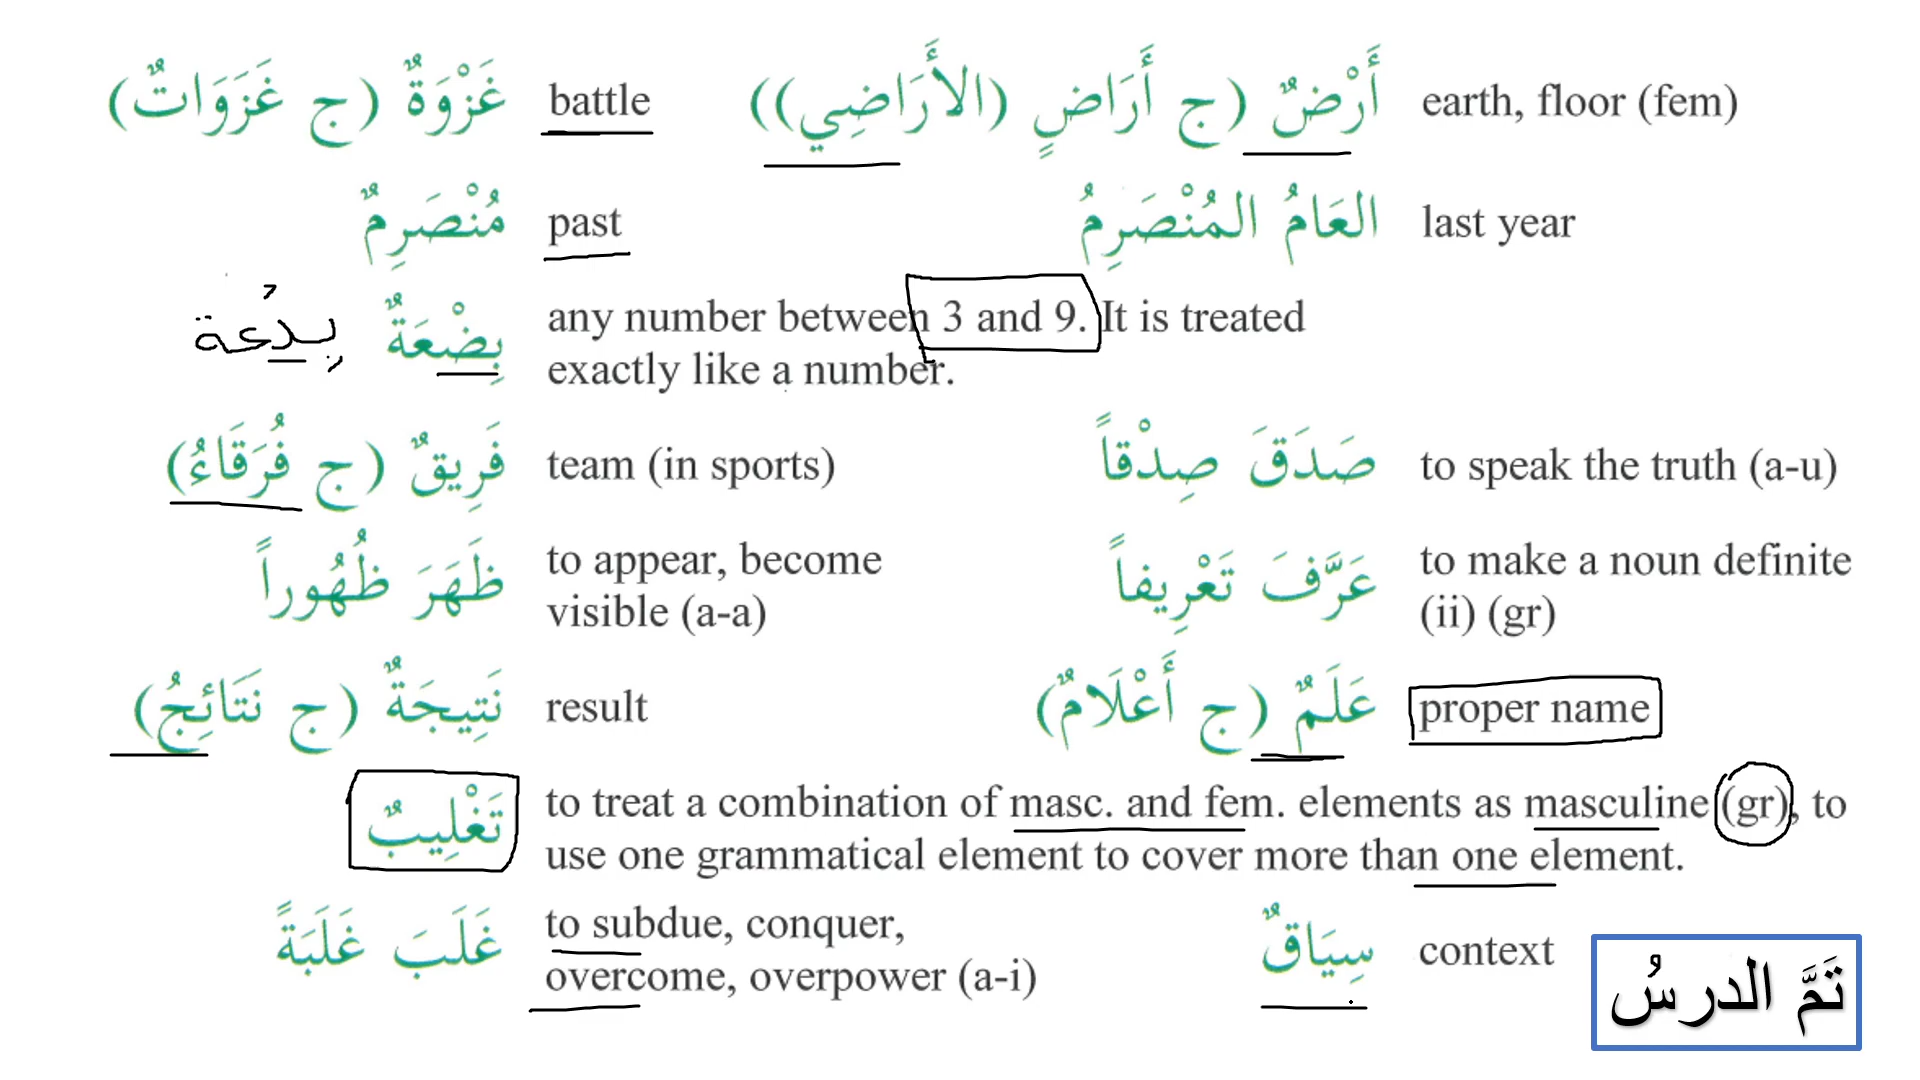 غَزْوَةٌ (ج غَزَوَاتٌ) battle أَرْضٌ (ج أَرَاضٍ (الأَرَاضِي)) earth, floor (fem)
مُنْصَرِمٌ past العَامُ المُنْصَرِمُ last year
بِدعة بِضْعَةٌ any number between 3 and 9. It is treated
exactly like a number.
فَرِيقٌ (ج فُرَقَاءُ) team (in sports) صَدَقَ صِدْقاً to speak the truth (a-u)
ظَهَرَ ظُهُوراً to appear, become عَرَّفَ تَعْرِيفاً to make a noun definite
visible (a-a) (ii) (gr)
نَتِيجَةٌ (ج نَتَائِجُ) result عَلَمٌ (ج أَعْلَامٌ) proper name
تَغْلِيبٌ to treat a combination of masc. and fem. elements as masculine (gr), to
use one grammatical element to cover more than one element.
غَلَبَ غَلَبَةً to subdue, conquer, سِيَاقٌ context
overcome, overpower (a-i)
تَمَّ الدرسُ